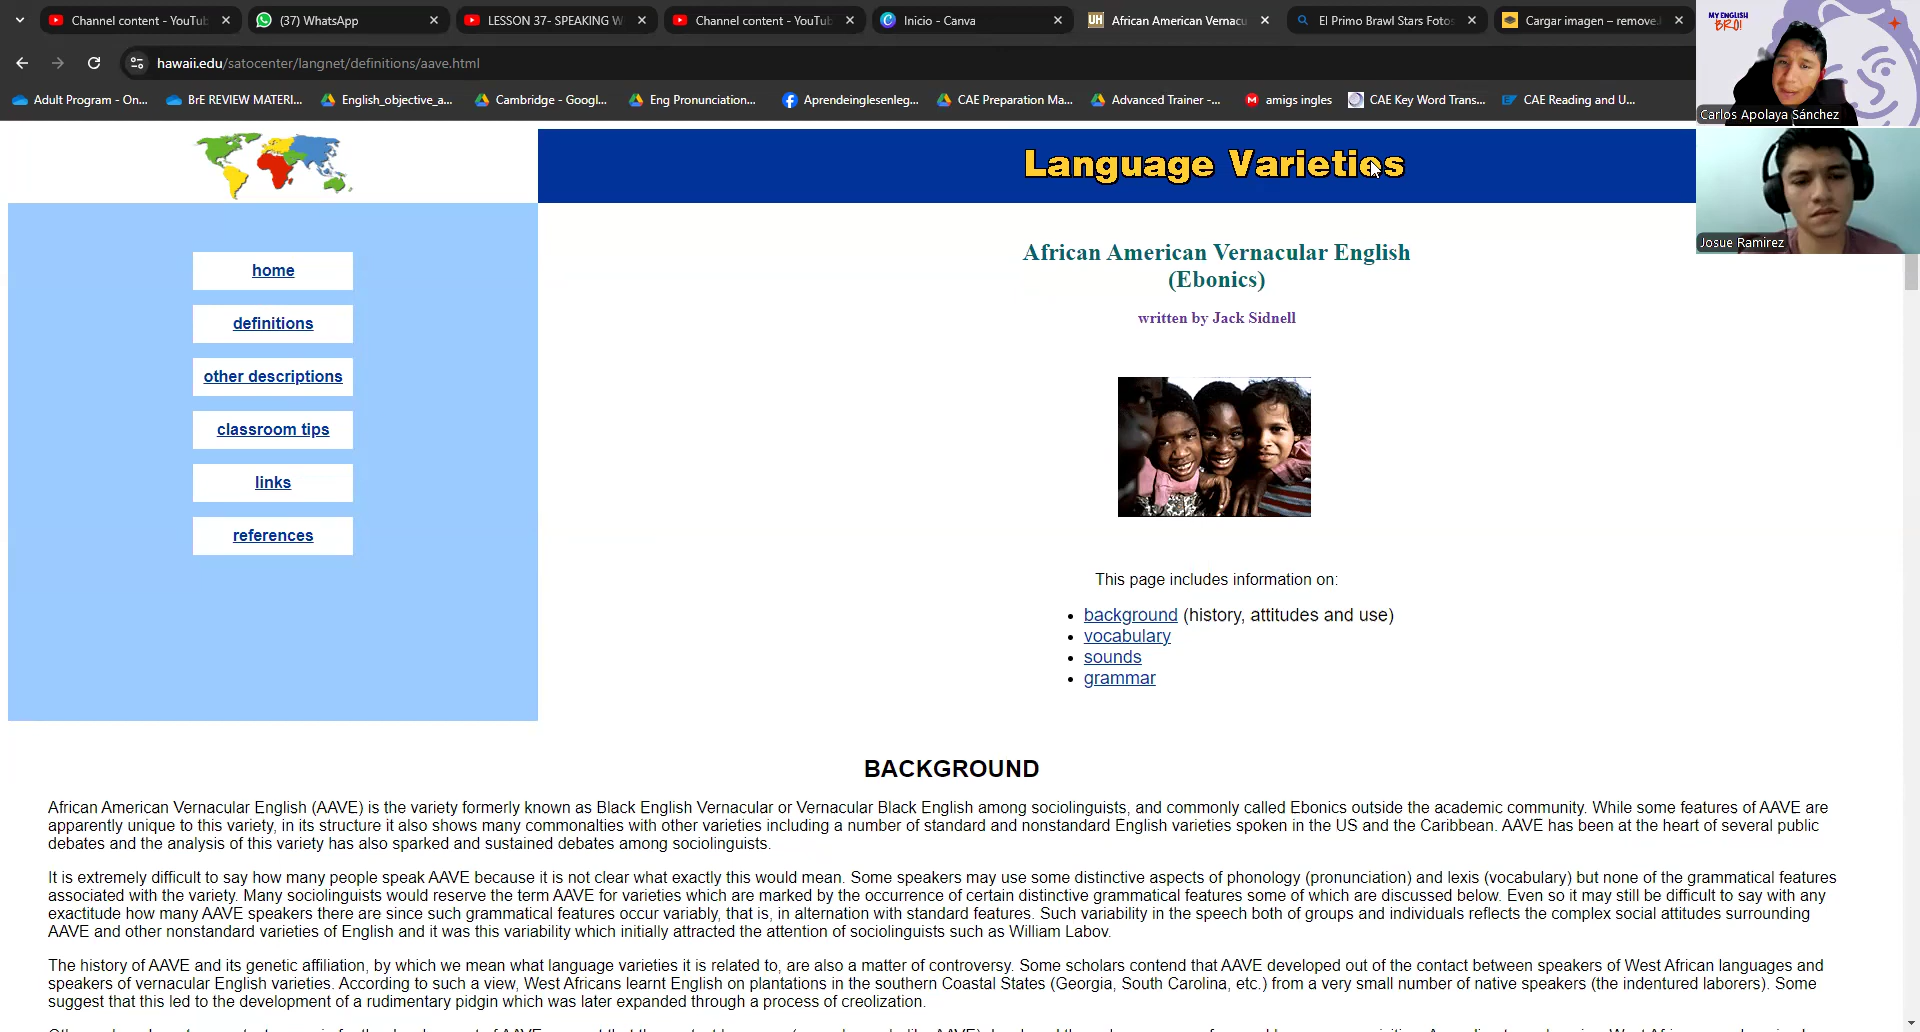 Channel content - YouTub
(37) WhatsApp
LESSON 37- SPEAKING W
Channel content - YouTub
Inicio - Canva
UH African American Vernacu
El Primo Brawl Stars Fotos
Cargar imagen – remove.
hawaii.edu/satocenter/langnet/definitions/aave.html
Adult Program - On...
BrE REVIEW MATERI...
English_objective_a...
Cambridge - Googl...
Eng Pronunciation...
Aprendeinglesenleg...
CAE Preparation Ma...
Advanced Trainer -...
amigs ingles
CAE Key Word Trans...
CAE Reading and U...
MY ENGLISH
BRO!
Carlos Apolaya Sánchez
Josue Ramirez
Language Varieties
home
definitions
other descriptions
classroom tips
links
references
African American Vernacular English
(Ebonics)
written by Jack Sidnell
This page includes information on:
• background (history, attitudes and use)
• vocabulary
• sounds
• grammar
BACKGROUND
African American Vernacular English (AAVE) is the variety formerly known as Black English Vernacular or Vernacular Black English among sociolinguists, and commonly called Ebonics outside the academic community. While some features of AAVE are
apparently unique to this variety, in its structure it also shows many commonalties with other varieties including a number of standard and nonstandard English varieties spoken in the US and the Caribbean. AAVE has been at the heart of several public
debates and the analysis of this variety has also sparked and sustained debates among sociolinguists.
It is extremely difficult to say how many people speak AAVE because it is not clear what exactly this would mean. Some speakers may use some distinctive aspects of phonology (pronunciation) and lexis (vocabulary) but none of the grammatical features
associated with the variety. Many sociolinguists would reserve the term AAVE for varieties which are marked by the occurrence of certain distinctive grammatical features some of which are discussed below. Even so it may still be difficult to say with any
exactitude how many AAVE speakers there are since such grammatical features occur variably, that is, in alternation with standard features. Such variability in the speech both of groups and individuals reflects the complex social attitudes surrounding
AAVE and other nonstandard varieties of English and it was this variability which initially attracted the attention of sociolinguists such as William Labov.
The history of AAVE and its genetic affiliation, by which we mean what language varieties it is related to, are also a matter of controversy. Some scholars contend that AAVE developed out of the contact between speakers of West African languages and
speakers of vernacular English varieties. According to such a view, West Africans learnt English on plantations in the southern Coastal States (Georgia, South Carolina, etc.) from a very small number of native speakers (the indentured laborers). Some
suggest that this led to the development of a rudimentary pidgin which was later expanded through a process of creolization.